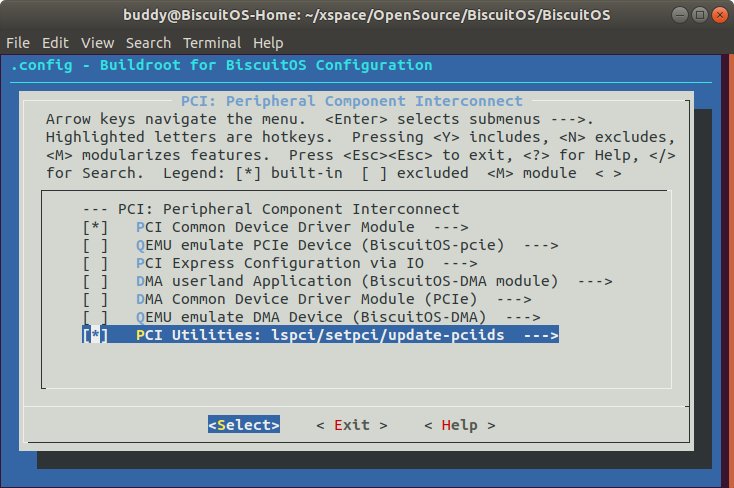 buddy@BiscuitOS-Home: ~/xspace/OpenSource/BiscuitOS/BiscuitOS
File Edit View Search Terminal Help
.config - Buildroot for BiscuitOS Configuration
PCI: Peripheral Component Interconnect
Arrow keys navigate the menu. <Enter> selects submenus --->.
Highlighted letters are hotkeys. Pressing <Y> includes, <N> excludes,
<M> modularizes features. Press <Esc><Esc> to exit, <?> for Help, </>
for Search. Legend: [*] built-in [ ] excluded <M> module < >
--- PCI: Peripheral Component Interconnect
[*] PCI Common Device Driver Module --->
[ ] QEMU emulate PCIe Device (BiscuitOS-pcie) --->
[ ] PCI Express Configuration via IO --->
[ ] DMA userland Application (BiscuitOS-DMA module) --->
[ ] DMA Common Device Driver Module (PCIe) --->
[ ] QEMU emulate DMA Device (BiscuitOS-DMA) --->
[*] PCI Utilities: lspci/setpci/update-pciids --->
<Select> < Exit > < Help >